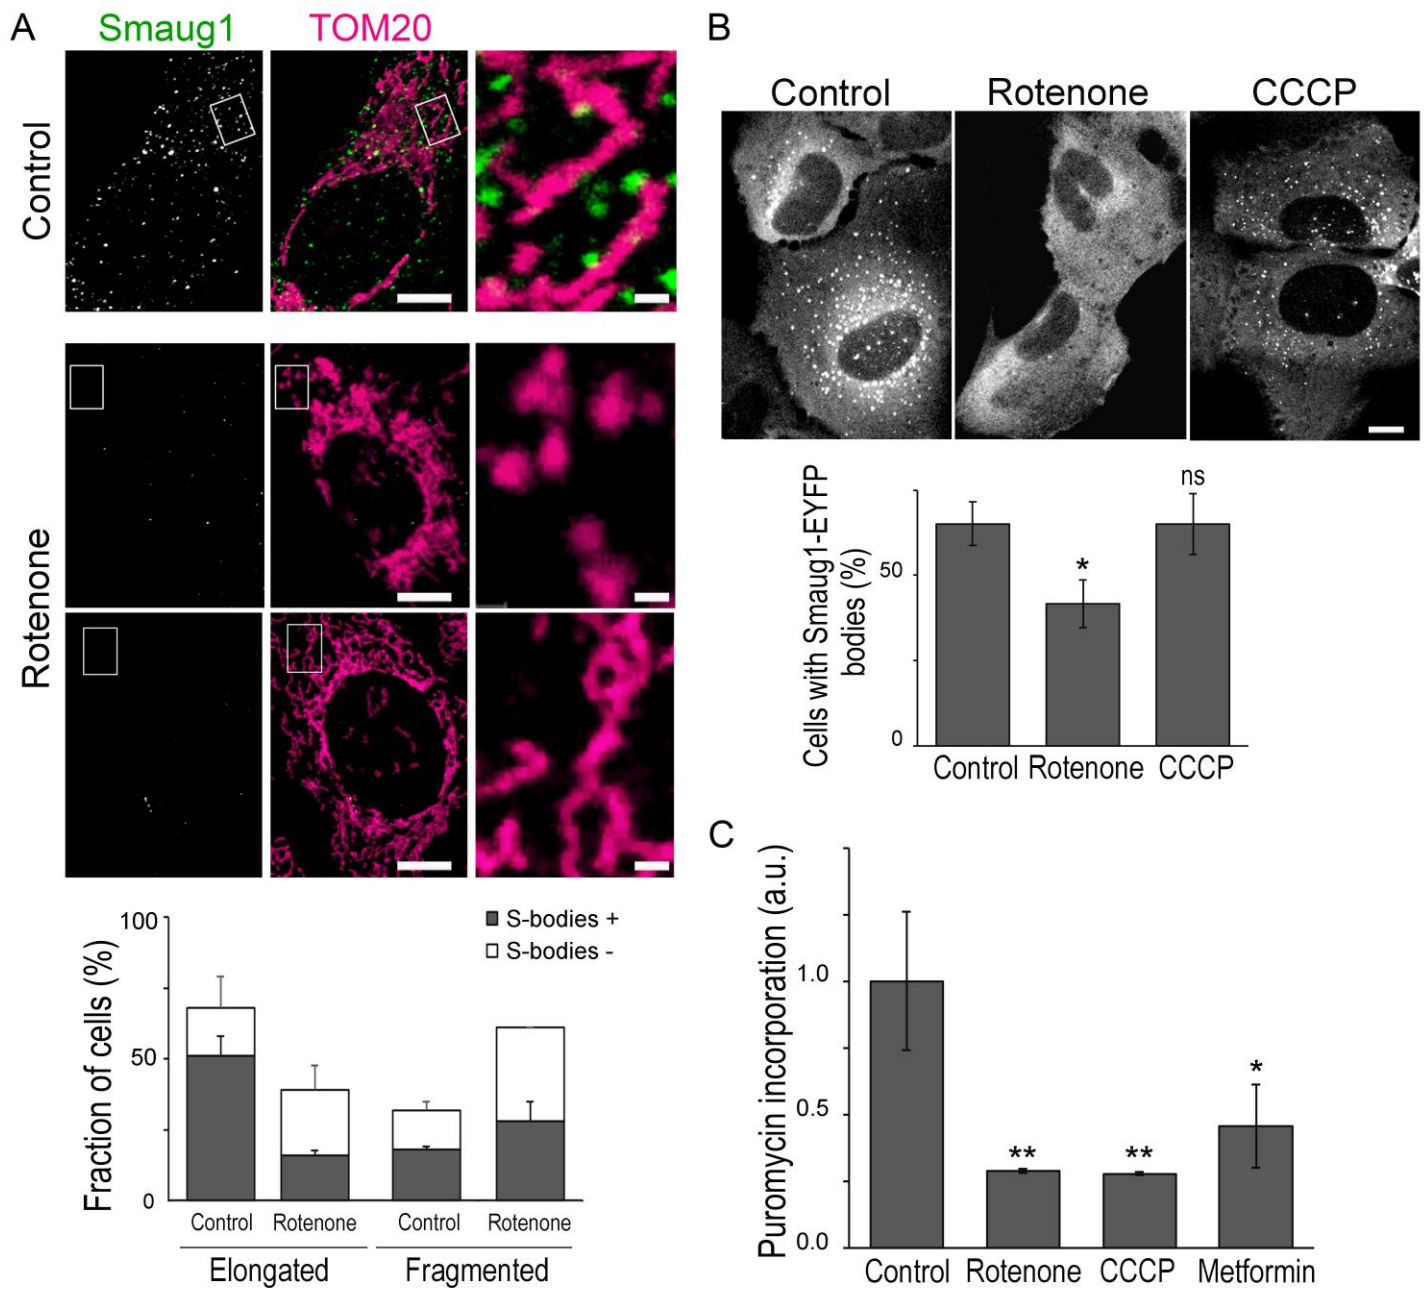 A
Smaug1
TOM20
Control
Rotenone
100
50
0
Fraction of cells (%)
S-bodies +
S-bodies -
Control
Rotenone
Control
Rotenone
Elongated
Fragmented
B
Control
Rotenone
CCCP
Cells with Smaug1-EYFP
bodies (%)
50
0
*
ns
Control
Rotenone
CCCP
C
Puromycin incorporation (a.u.)
1.0
0.5
0.0
**
**
*
Control
Rotenone
CCCP
Metformin